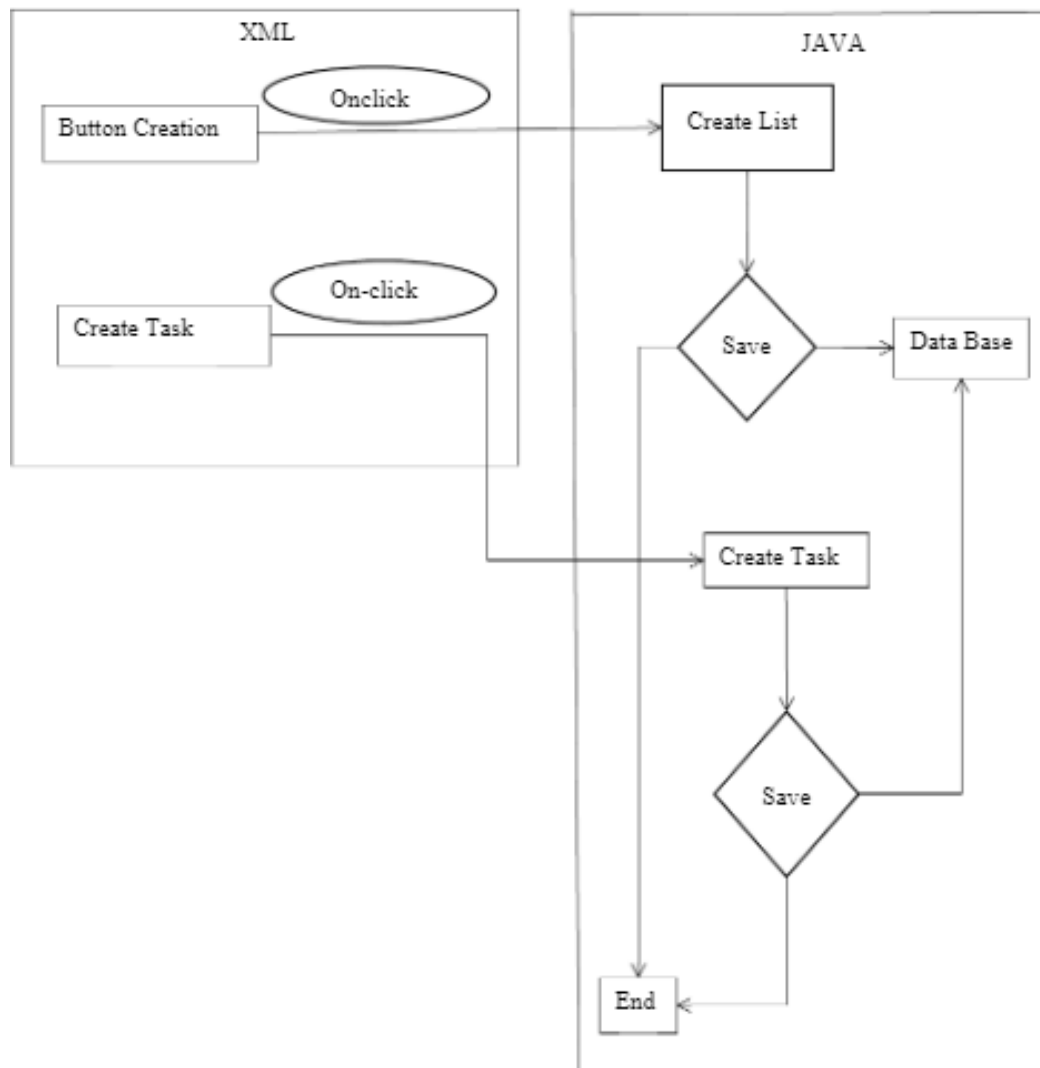 XML
Onclick
Button Creation
On-click
Create Task
JAVA
Create List
Save
Data Base
Create Task
Save
End